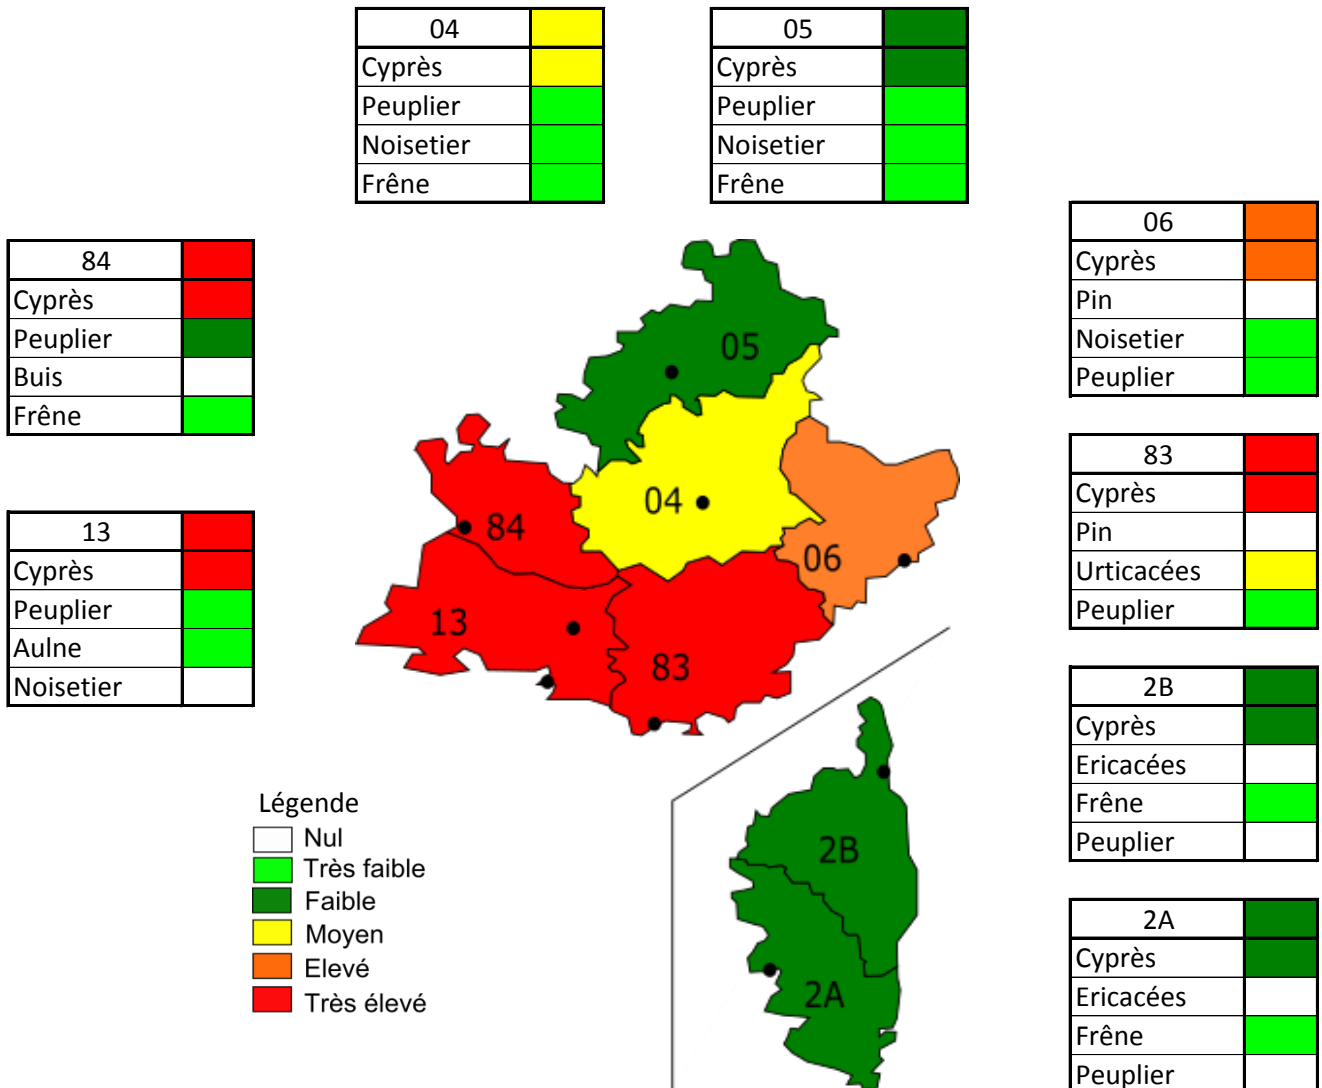 04
Cyprès
Peuplier
Noisetier
Frêne
05
Cyprès
Peuplier
Noisetier
Frêne
84
Cyprès
Peuplier
Buis
Frêne
13
Cyprès
Peuplier
Aulne
Noisetier
06
Cyprès
Pin
Noisetier
Peuplier
83
Cyprès
Pin
Urticacées
Peuplier
2B
Cyprès
Ericacées
Frêne
Peuplier
2A
Cyprès
Ericacées
Frêne
Peuplier
05
04
84
06
13
83
2B
2A
Légende
Nul
Très faible
Faible
Moyen
Elevé
Très élevé